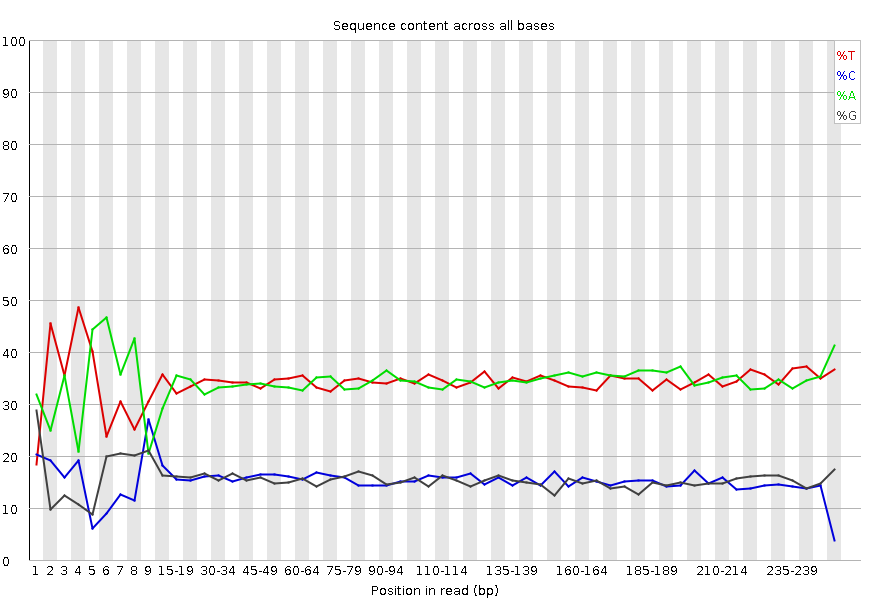 Sequence content across all bases
100
90
80
70
60
50
40
30
20
10
0
%T
%C
%A
%G
1 2 3 4 5 6 7 8 9 15-19 30-34 45-49 60-64 75-79 90-94 110-114 135-139 160-164 185-189 210-214 235-239
Position in read (bp)